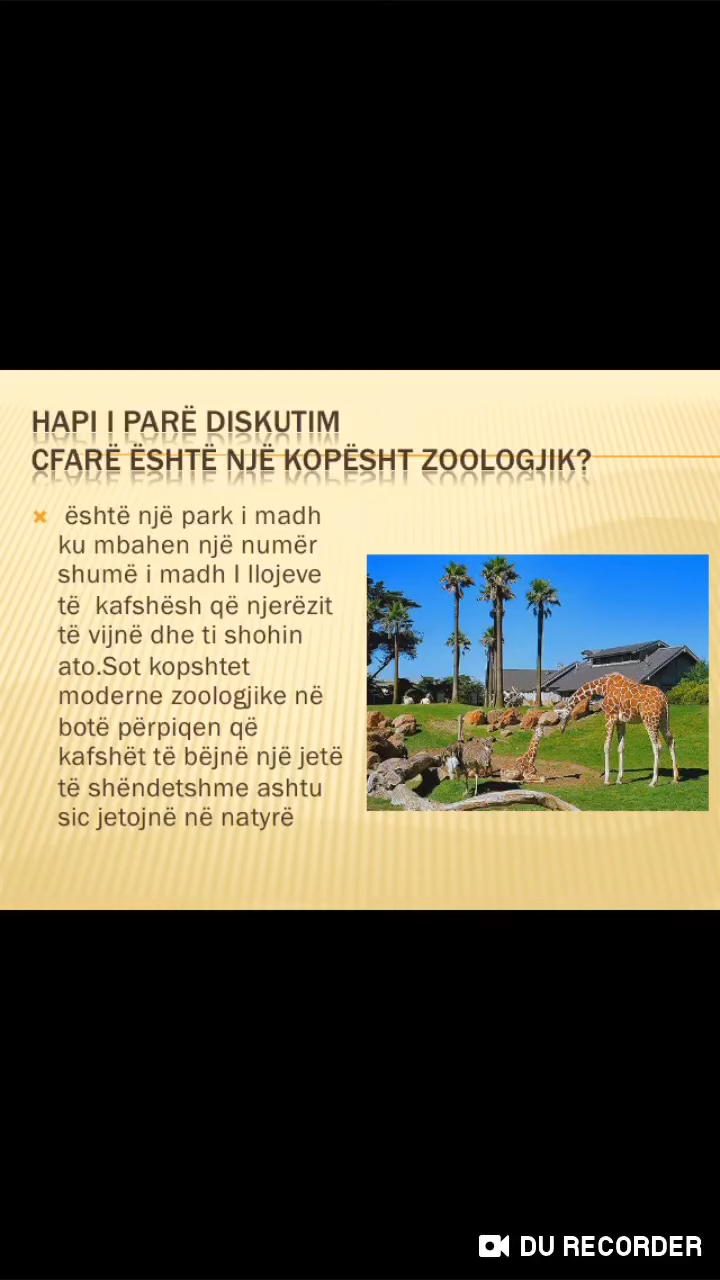 HAPI I PARË DISKUTIM
CFARË ËSHTË NJË KOPËSHT ZOOLOGJIK?
është një park i madh
ku mbahen një numër
shumë i madh I llojeve
të kafshësh që njerëzit
të vijnë dhe ti shohin
ato.Sot kopshtet
moderne zoologjike në
botë përpiqen që
kafshët të bëjnë një jetë
të shëndetshme ashtu
sic jetojnë në natyrë
DU RECORDER